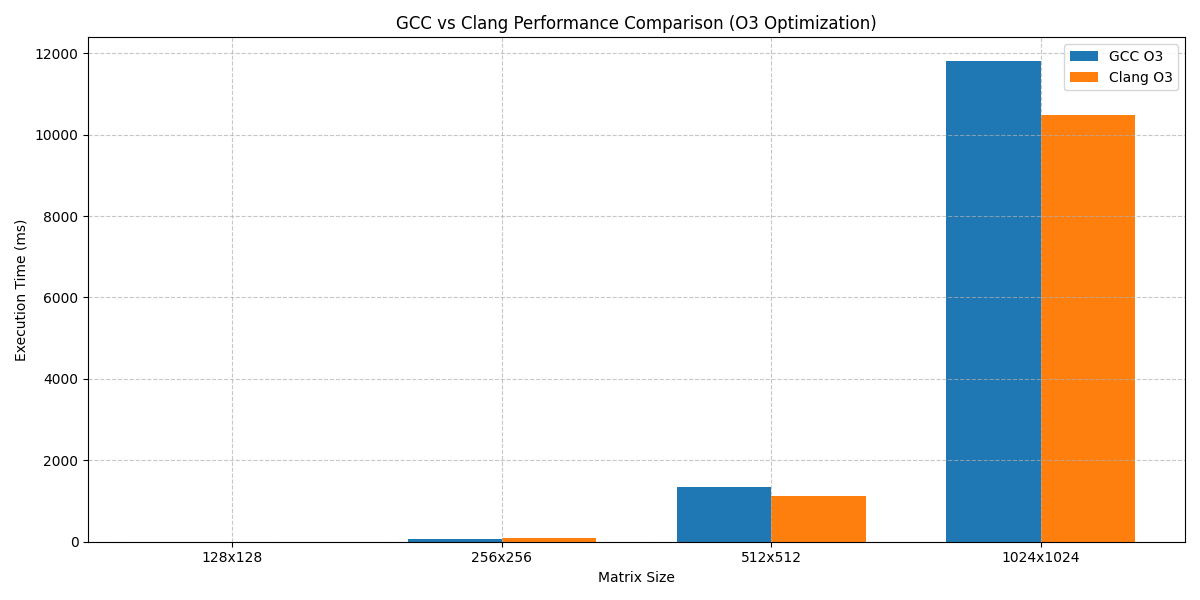 GCC vs Clang Performance Comparison (O3 Optimization)
GCC O3
Clang O3
Execution Time (ms)
12000
10000
8000
6000
4000
2000
0
128x128 256x256 512x512 1024x1024
Matrix Size